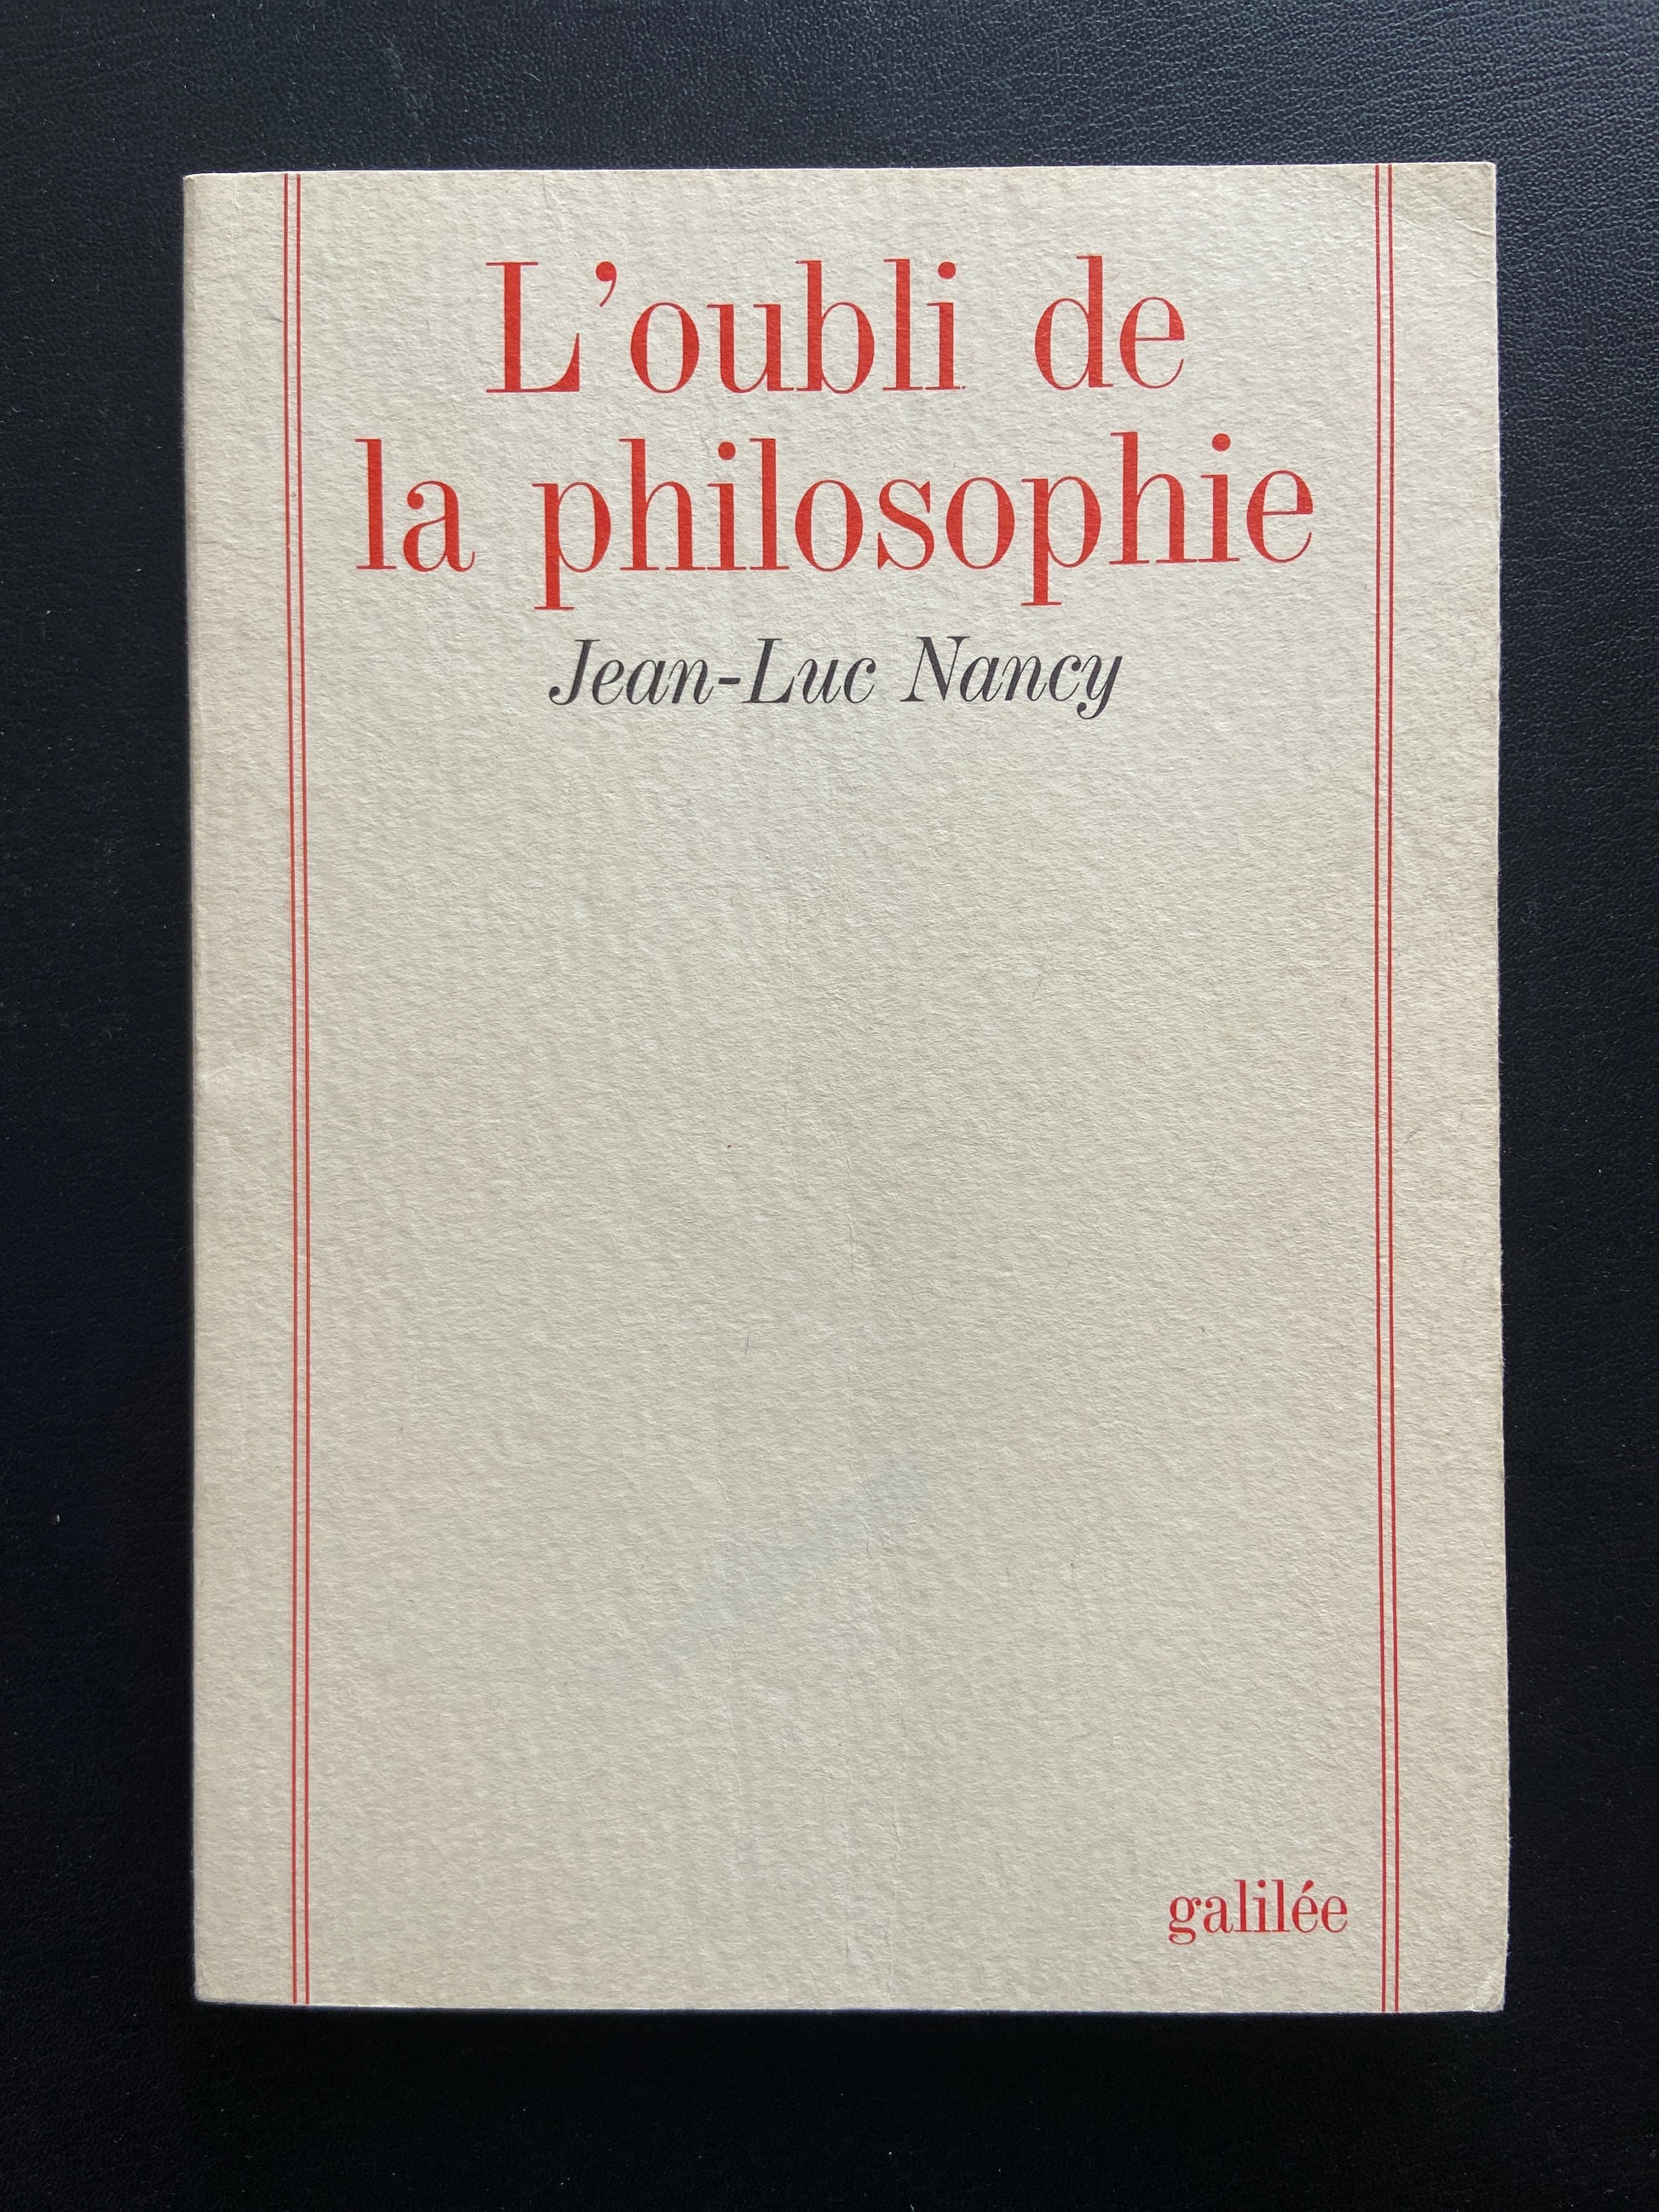 L'oubli de
la philosophie
Jean-Luc Nancy
galilée